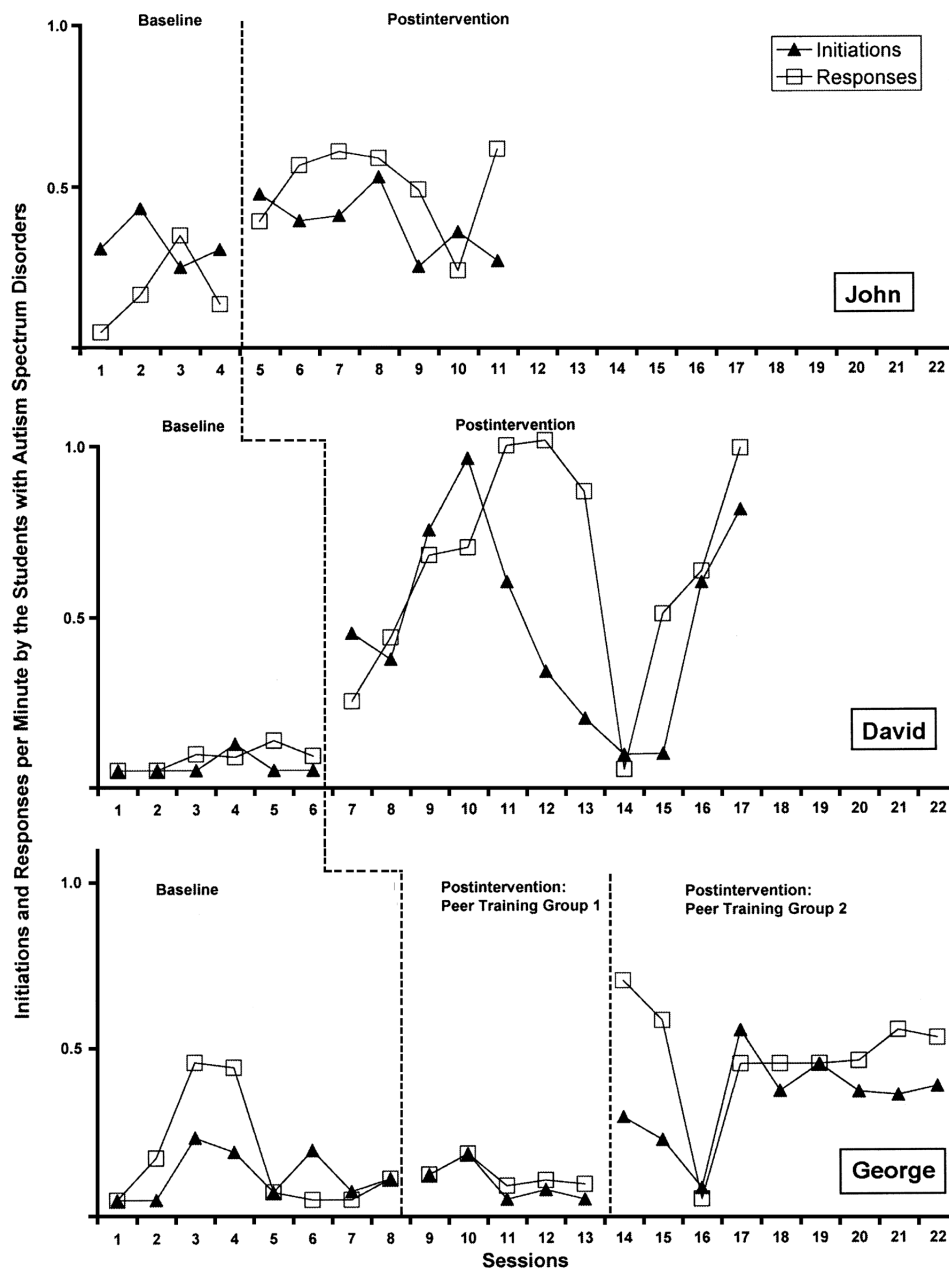 Initiations and Responses per Minute by the Students with Autism Spectrum Disorders
Baseline
Postintervention
Initiations
Responses
1.0
0.5
John
1 2 3 4 5 6 7 8 9 10 11 12 13 14 15 16 17 18 19 20 21 22
Baseline
Postintervention
1.0
0.5
David
1 2 3 4 5 6 7 8 9 10 11 12 13 14 15 16 17 18 19 20 21 22
Baseline
Postintervention:
Peer Training Group 1
Postintervention:
Peer Training Group 2
1.0
0.5
George
1 2 3 4 5 6 7 8 9 10 11 12 13 14 15 16 17 18 19 20 21 22
Sessions